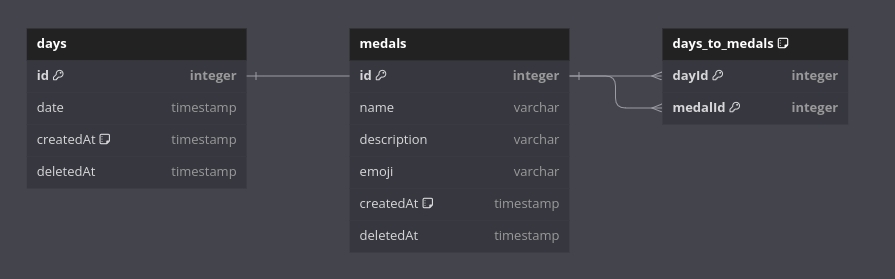 days
id integer
date timestamp
createdAt timestamp
deletedAt timestamp
medals
id integer
name varchar
description varchar
emoji varchar
createdAt timestamp
deletedAt timestamp
days_to_medals
dayId integer
medalId integer